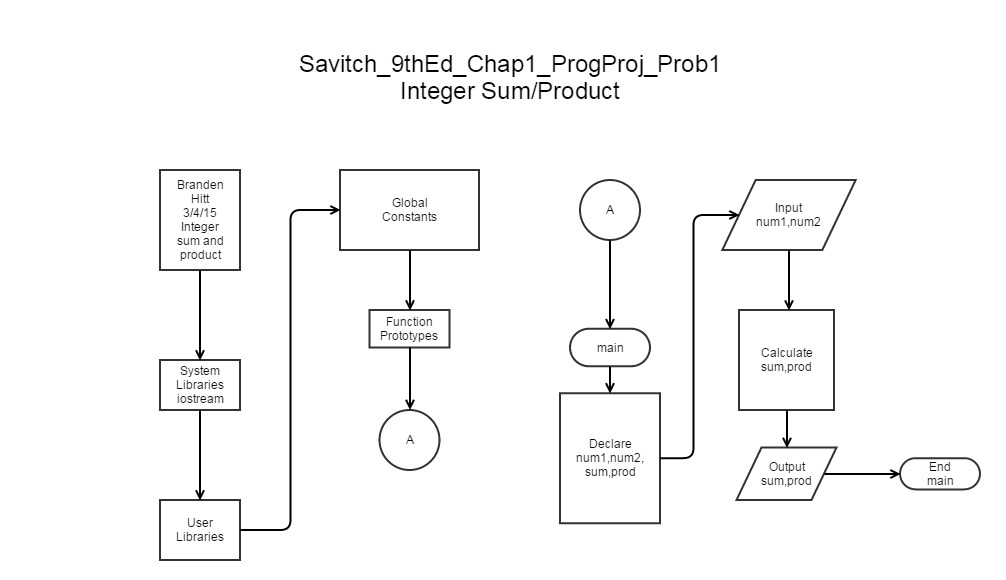 Savitch_9thEd_Chap1_ProgProj_Prob1
Integer Sum/Product
Branden
Hitt
3/4/15
Integer
sum and
product
System
Libraries
iostream
User
Libraries
Global
Constants
Function
Prototypes
A
A
main
Declare
num1,num2,
sum,prod
Input
num1,num2
Calculate
sum,prod
Output
sum,prod
End
main